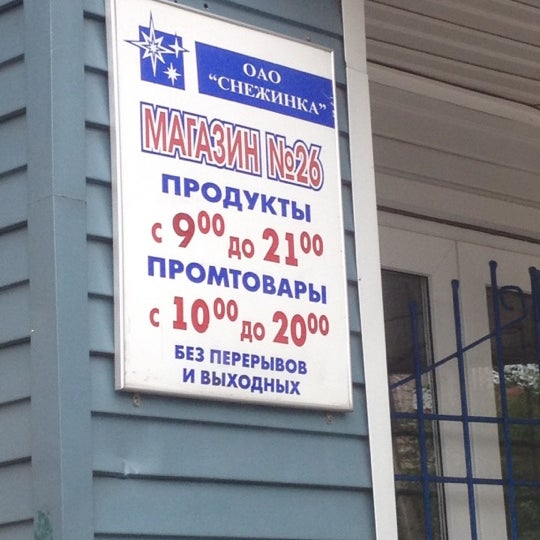 ОАО
"СНЕЖИНКА"
МАГАЗИН №26
ПРОДУКТЫ
с 9⁰⁰ до 21⁰⁰
ПРОМТОВАРЫ
с 10⁰⁰ до 20⁰⁰
БЕЗ ПЕРЕРЫВОВ
И ВЫХОДНЫХ